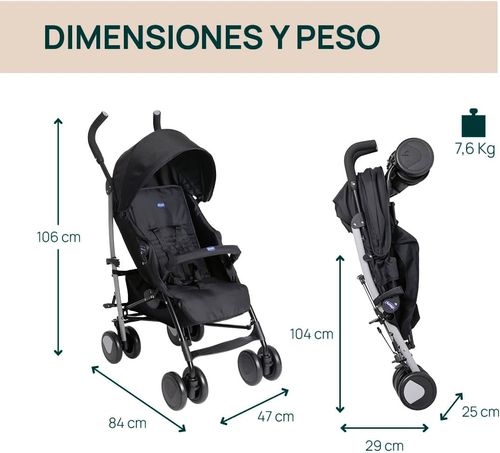 DIMENSIONES Y PESO
7,6 Kg
106 cm
104 cm
84 cm
47 cm
29 cm
25 cm